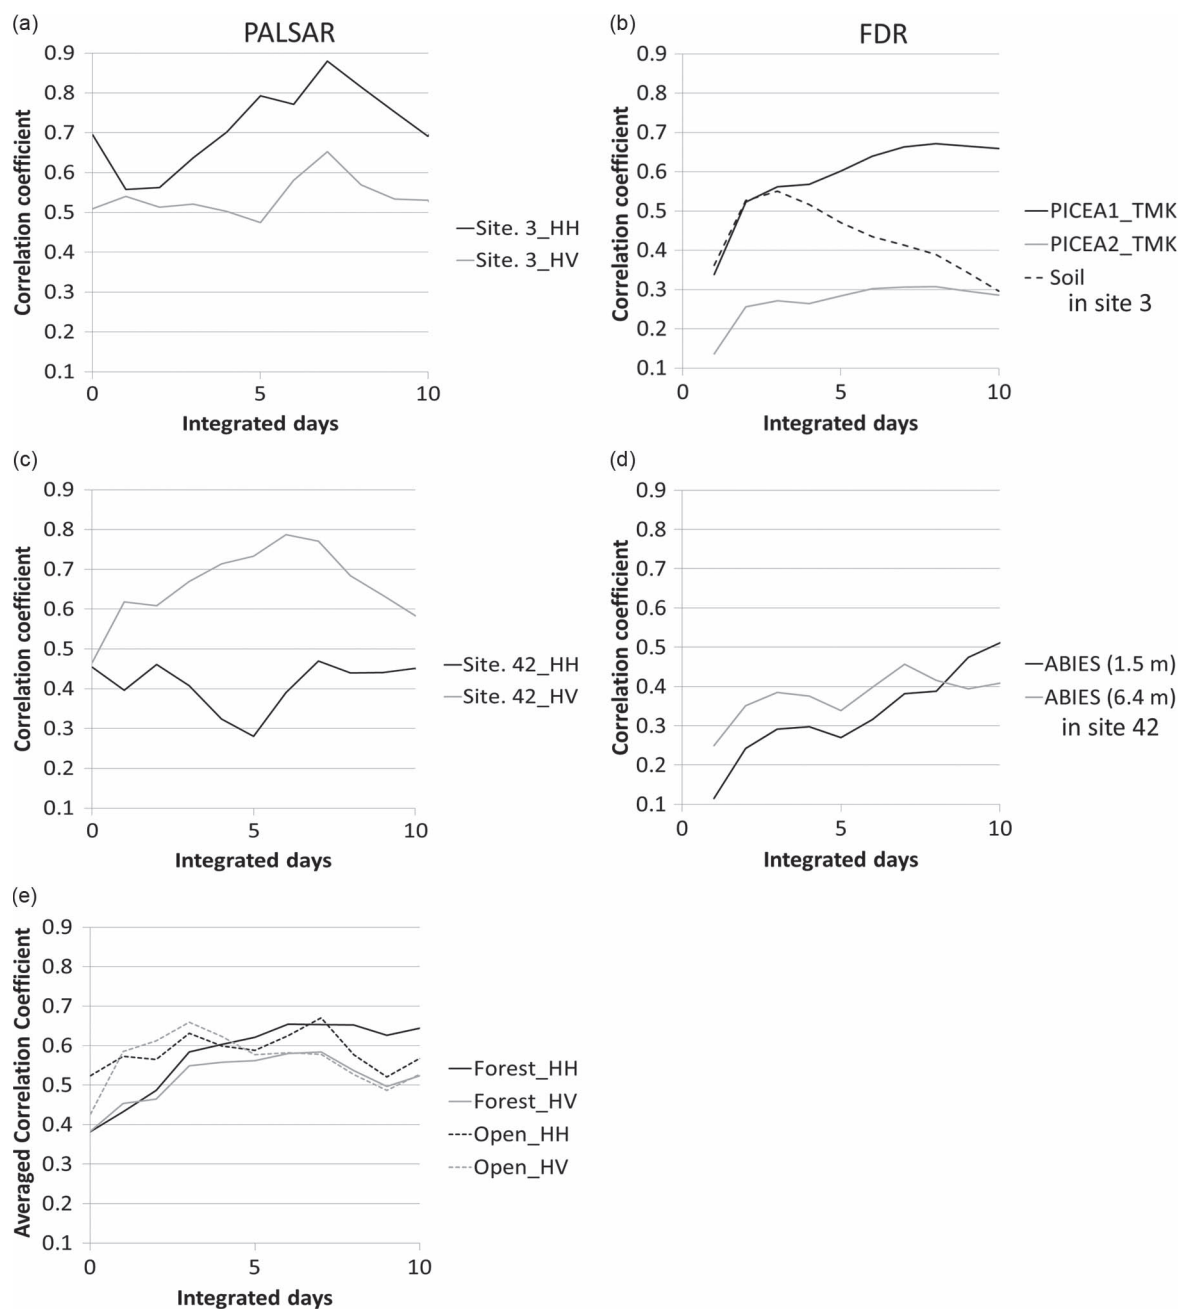 (a)
PALSAR
Correlation coefficient
0.9
0.8
0.7
0.6
0.5
0.4
0.3
0.2
0.1
0
5
10
Integrated days
Site. 3_HH
Site. 3_HV
(b)
FDR
Correlation coefficient
0.9
0.8
0.7
0.6
0.5
0.4
0.3
0.2
0.1
0
5
10
Integrated days
PICEA1_TMK
PICEA2_TMK
Soil
in site 3
(c)
Correlation coefficient
0.9
0.8
0.7
0.6
0.5
0.4
0.3
0.2
0.1
0
5
10
Integrated days
Site. 42_HH
Site. 42_HV
(d)
Correlation coefficient
0.9
0.8
0.7
0.6
0.5
0.4
0.3
0.2
0.1
0
5
10
Integrated days
ABIES (1.5 m)
ABIES (6.4 m)
in site 42
(e)
Averaged Correlation Coefficient
0.9
0.8
0.7
0.6
0.5
0.4
0.3
0.2
0.1
0
5
10
Integrated days
Forest_HH
Forest_HV
Open_HH
Open_HV